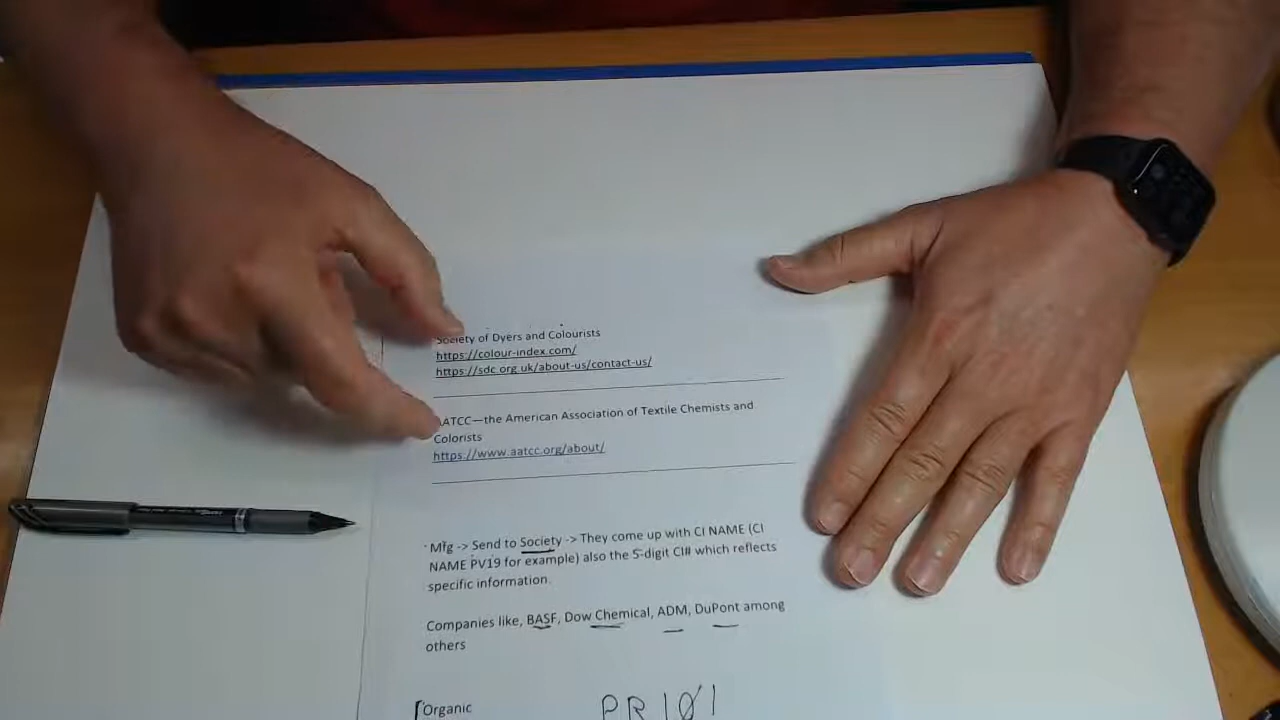 Society of Dyers and Colourists
https://colour-index.com/
https://sdc.org.uk/about-us/contact-us/
AATCC—the American Association of Textile Chemists and
Colorists
https://www.aatcc.org/about/
Mfg -> Send to Society -> They come up with CI NAME (CI
NAME PV19 for example) also the 5-digit CI# which reflects
specific information.
Companies like, BASF, Dow Chemical, ADM, DuPont among
others
Organic
PR101